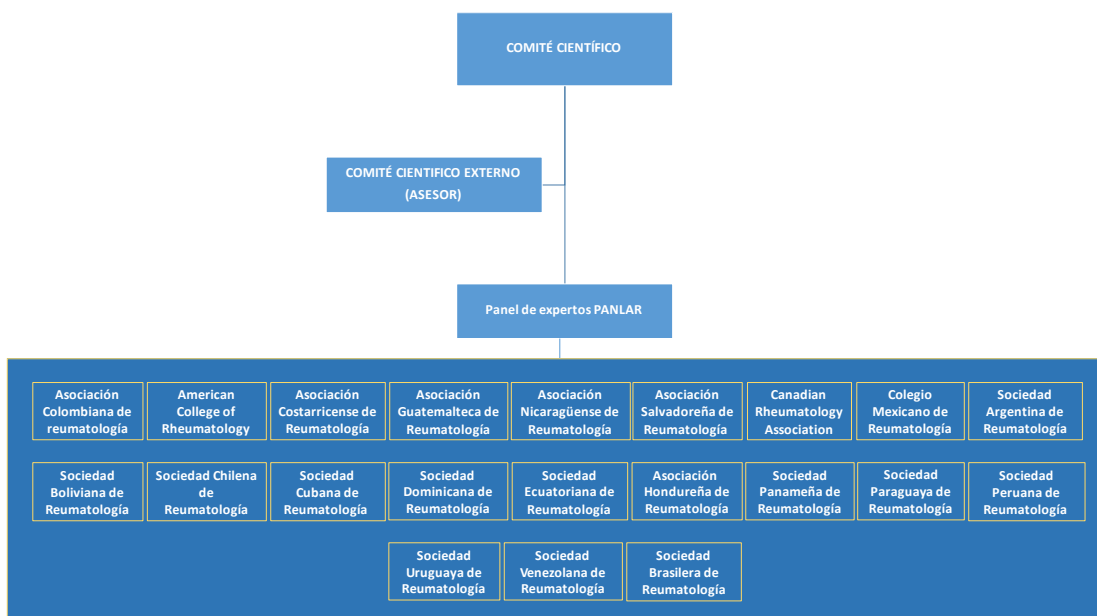 COMITÉ CIENTÍFICO
COMITÉ CIENTIFICO EXTERNO
(ASESOR)
Panel de expertos PANLAR
Asociación
Colombiana de
reumatología
American
College of
Rheumatology
Asociación
Costarricense de
Reumatología
Asociación
Guatemalteca de
Reumatología
Asociación
Nicaragüense de
Reumatología
Asociación
Salvadoreña de
Reumatología
Canadian
Rheumatology
Association
Colegio
Mexicano de
Reumatología
Sociedad
Argentina de
Reumatología
Sociedad
Boliviana de
Reumatología
Sociedad Chilena
de
Reumatología
Sociedad
Cubana de
Reumatología
Sociedad
Dominicana de
Reumatología
Sociedad
Ecuatoriana de
Reumatología
Asociación
Hondureña de
Reumatología
Sociedad
Panameña de
Reumatología
Sociedad
Paraguaya de
Reumatología
Sociedad
Peruana de
Reumatología
Sociedad
Uruguaya de
Reumatología
Sociedad
Venezolana de
Reumatología
Sociedad
Brasilera de
Reumatología